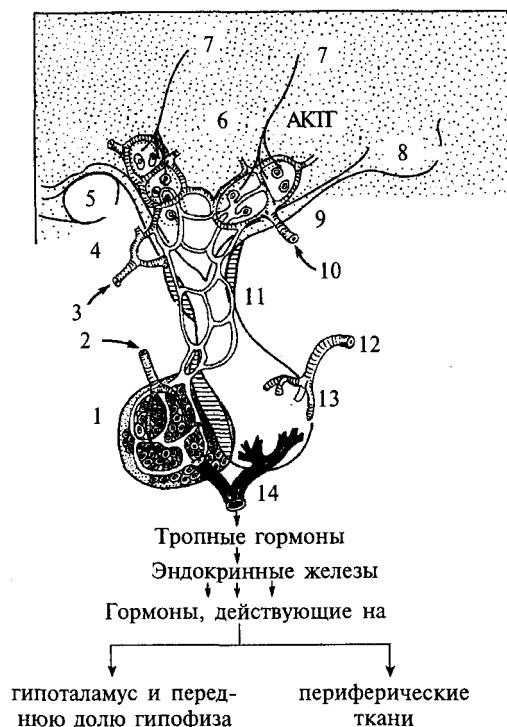 7 7
6 АКТГ
8
5
9
4
10
3
11
2 12
13
1
14
Тропные гормоны
Эндокринные железы
Гормоны, действующие на
гипоталамус и перед-
нюю долю гипофиза
периферические
ткани